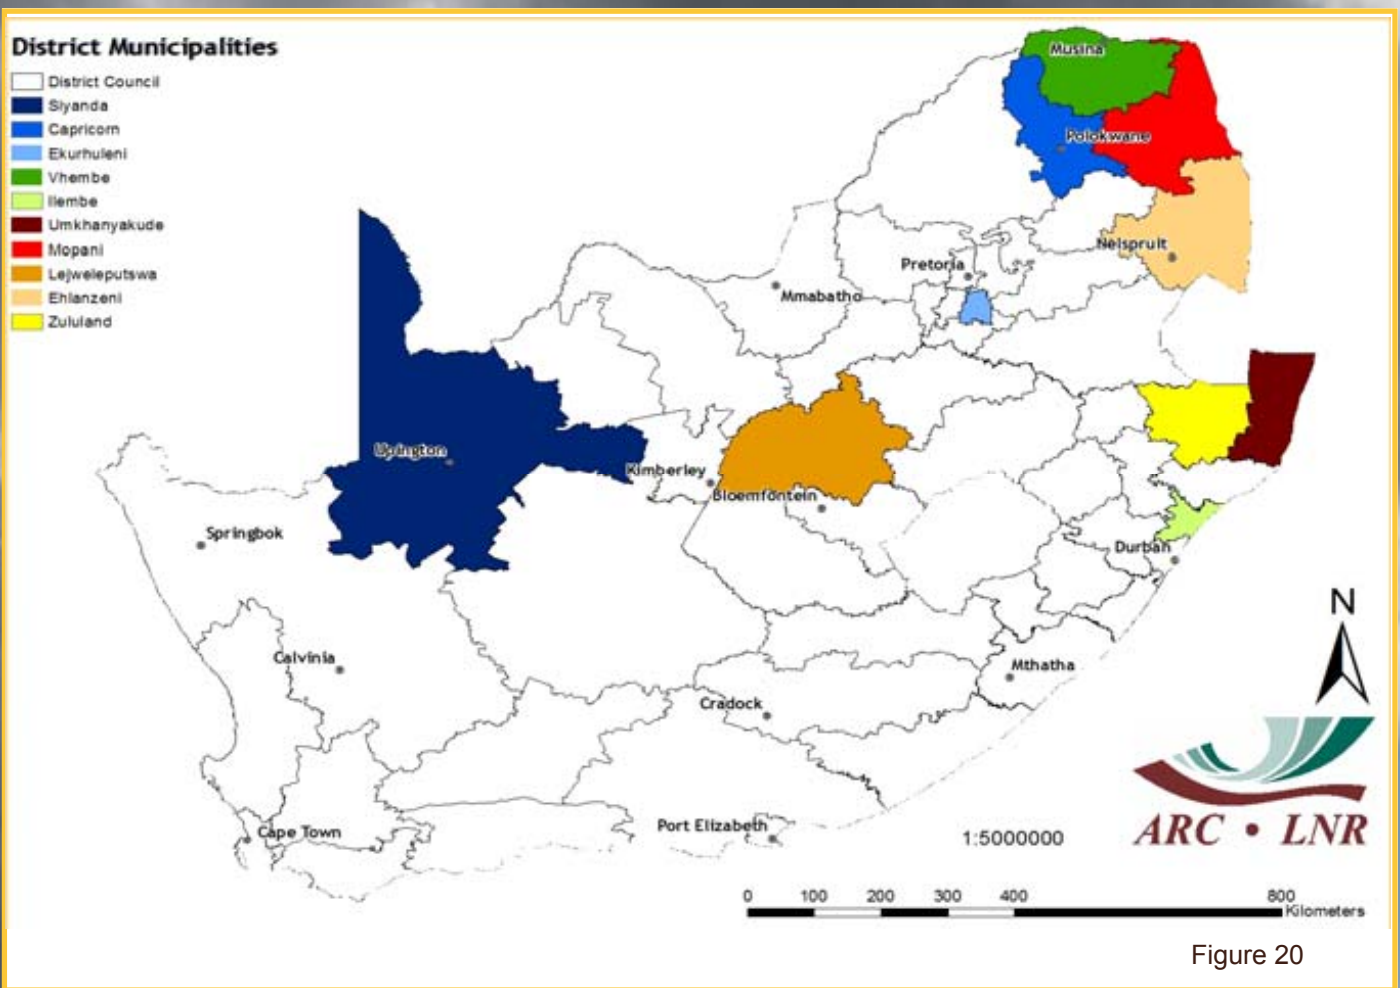 District Municipalities
District Council
Siyanda
Capricorn
Ekurhuleni
Vhembe
Ilembe
Umkhanyakude
Mopani
Lejweleputswa
Ehlanzeni
Zululand
Musina
Polokwane
Nelspruit
Pretoria
Mmabatho
Upington
Kimberley
Bloemfontein
Springbok
Durban
N
Calvinia
Mthatha
Cradock
Cape Town
Port Elizabeth
1:5000000
ARC • LNR
0 100 200 300 400 800
Kilometers
Figure 20